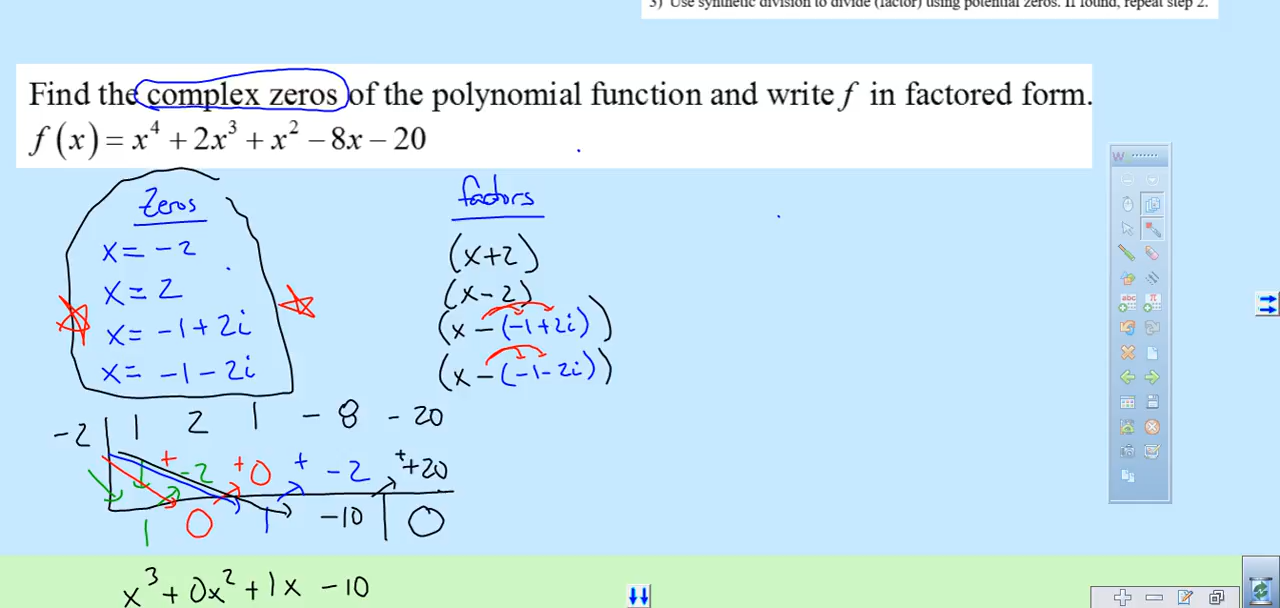 3) Use synthetic division to divide (factor) using potential zeros. If found, repeat step 2.
Find the complex zeros of the polynomial function and write f in factored form.
f(x) = x⁴ + 2x³ + x² − 8x − 20
Zeros
x = −2
x = 2
x = −1 + 2i
x = −1 − 2i
factors
(x+2)
(x−2)
(x − (−1+2i))
(x − (−1−2i))
−2 | 1 2 1 −8 −20
+ −2 +0 + −2 + +20
1 0 1 −10 | 0
x³ + 0x² + 1x − 10
W
abc
π